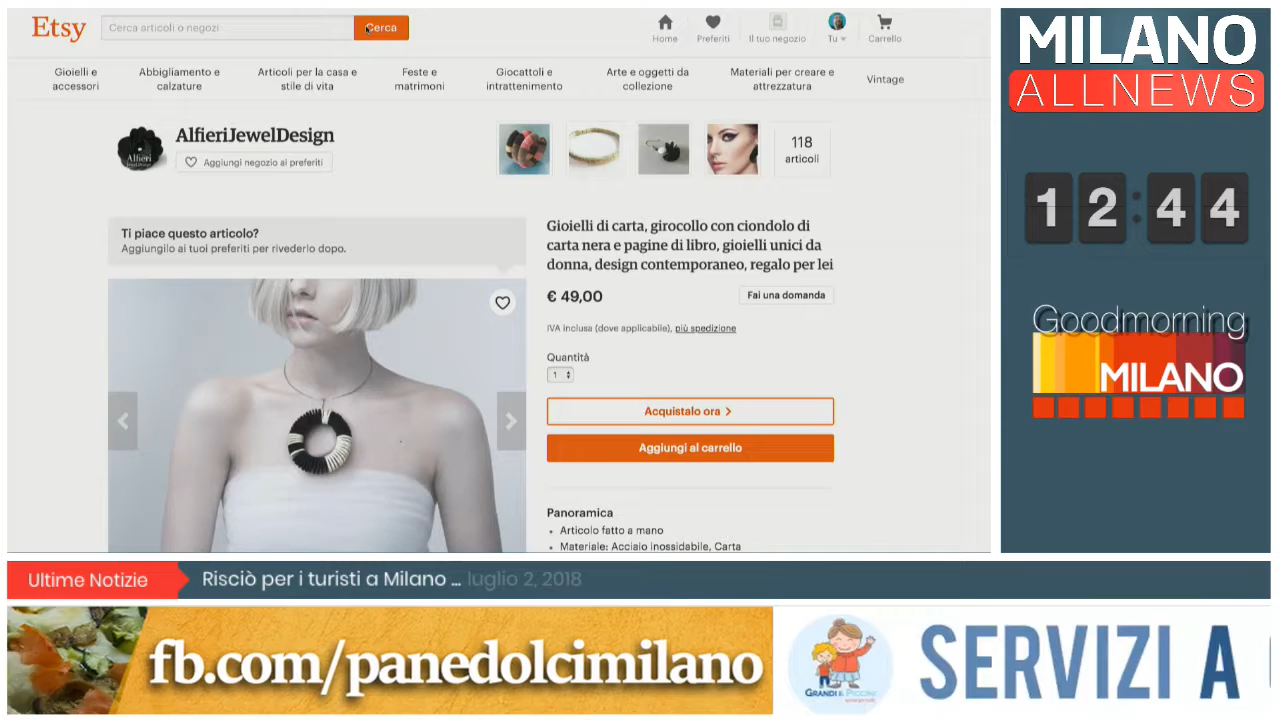 Etsy
Cerca articoli o negozi
Cerca
Home
Preferiti
Il tuo negozio
Tu
Carrello
Gioielli e accessori
Abbigliamento e calzature
Articoli per la casa e stile di vita
Feste e matrimoni
Giocattoli e intrattenimento
Arte e oggetti da collezione
Materiali per creare e attrezzatura
Vintage
Alfieri
AlfieriJewelDesign
Aggiungi negozio ai preferiti
118
articoli
Ti piace questo articolo?
Aggiungilo ai tuoi preferiti per rivederlo dopo.
Gioielli di carta, girocollo con ciondolo di
carta nera e pagine di libro, gioielli unici da
donna, design contemporaneo, regalo per lei
€ 49,00
Fai una domanda
IVA inclusa (dove applicabile), più spedizione
Quantità
1
Acquistalo ora
Aggiungi al carrello
Panoramica
• Articolo fatto a mano
• Materiale: Acciaio inossidabile, Carta
MILANO
ALLNEWS
12:44
Goodmorning
MILANO
Ultime Notizie
Risciò per i turisti a Milano ... luglio 2, 2018
fb.com/panedolcimilano
GRANDI E PICCINI
SERVIZI A